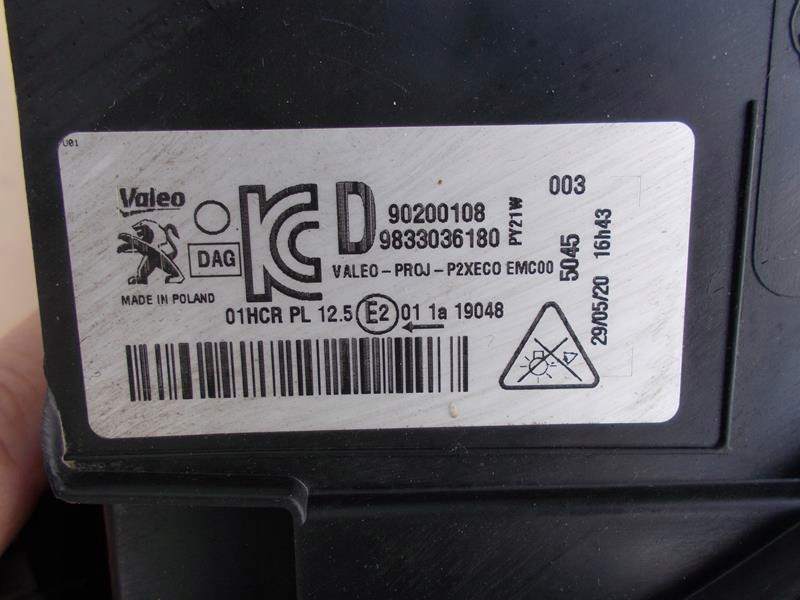 U01
Valeo
DAG
MADE IN POLAND
KC
D
90200108
9833036180
PY21W
VALEO-PROJ-P2XECO EMC00
003
5045
29/05/20 16h43
01HCR PL 12.5 E2 01 1a 19048